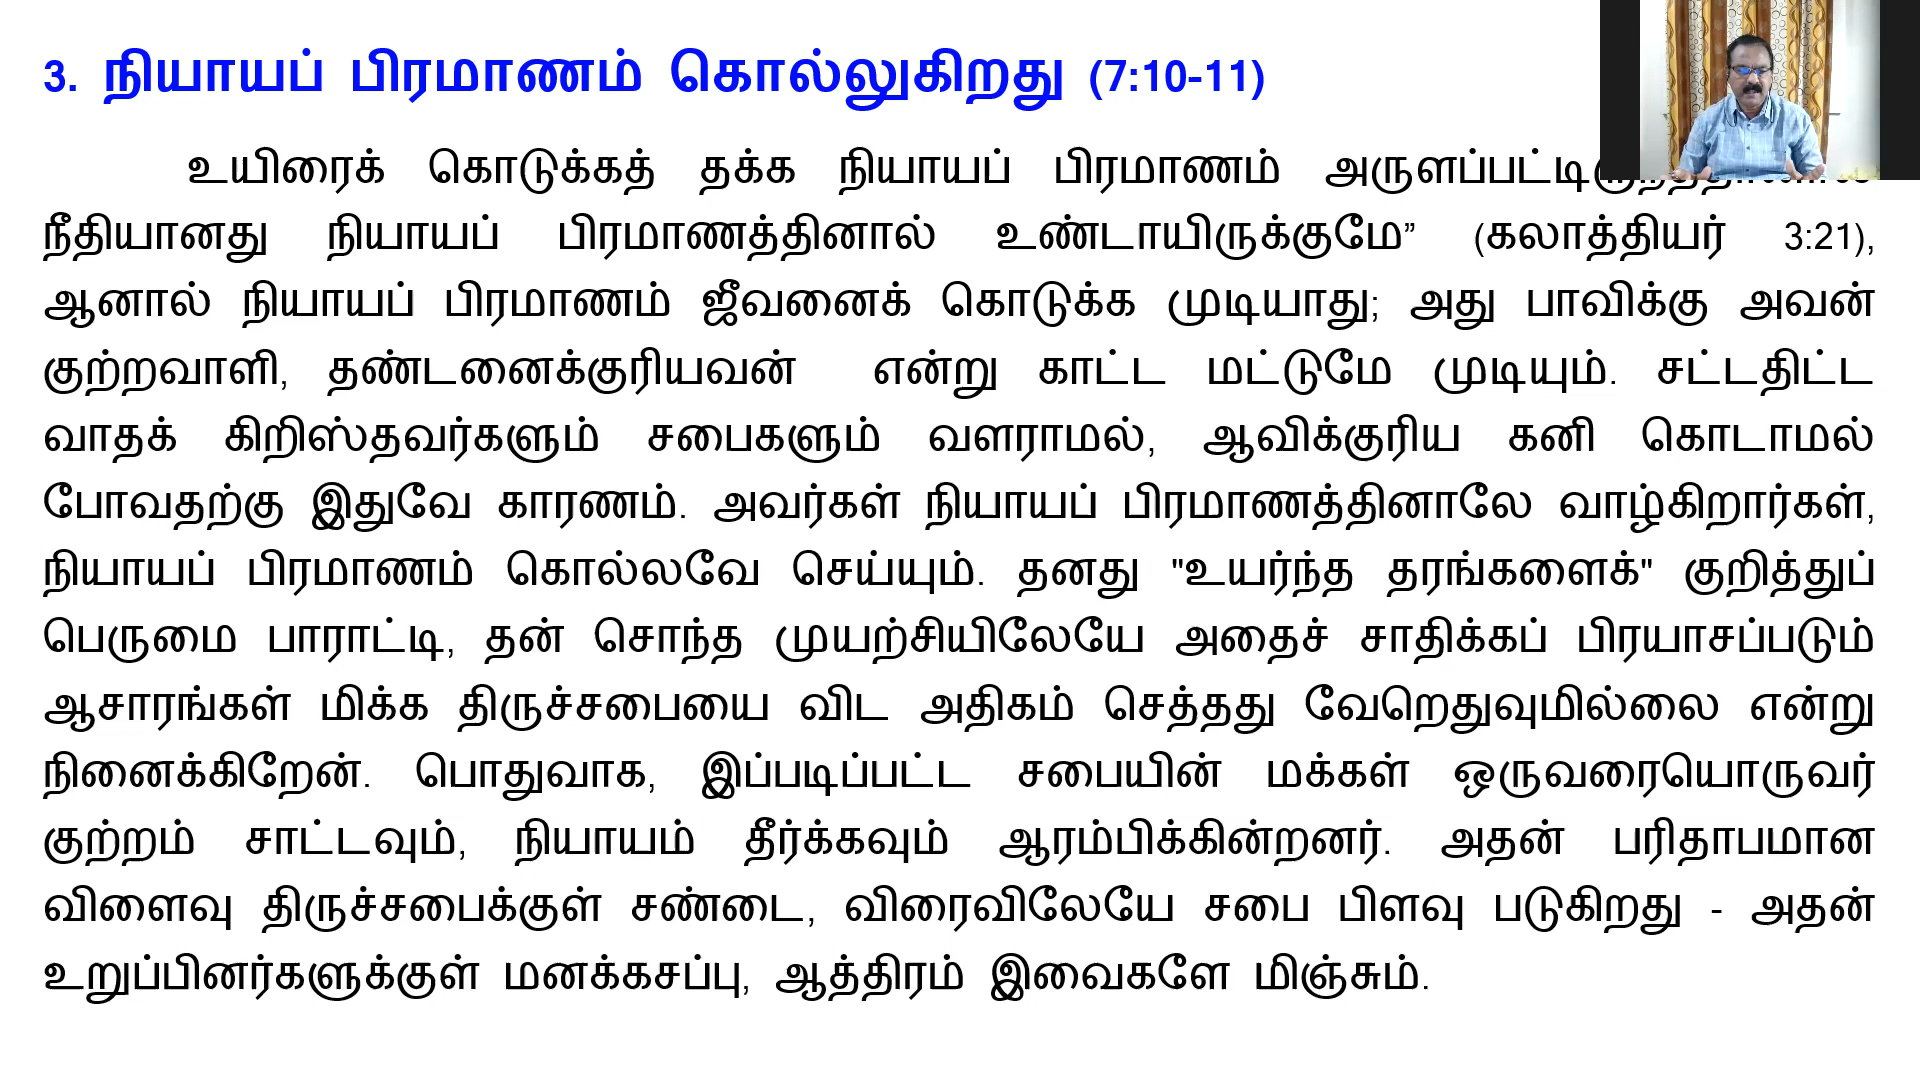 3. நியாயப் பிரமாணம் கொல்லுகிறது (7:10-11)
உயிரைக் கொடுக்கத் தக்க நியாயப் பிரமாணம்
நீதியானது நியாயப் பிரமாணத்தினால் உண்டாயிருக்குமே” (கலாத்தியர் 3:21),
ஆனால் நியாயப் பிரமாணம் ஜீவனைக் கொடுக்க முடியாது; அது பாவிக்கு அவன்
குற்றவாளி, தண்டனைக்குரியவன் என்று காட்ட மட்டுமே முடியும். சட்டதிட்ட
வாதக் கிறிஸ்தவர்களும் சபைகளும் வளராமல், ஆவிக்குரிய கனி கொடாமல்
போவதற்கு இதுவே காரணம். அவர்கள் நியாயப் பிரமாணத்தினாலே வாழ்கிறார்கள்,
நியாயப் பிரமாணம் கொல்லவே செய்யும். தனது "உயர்ந்த தரங்களைக்" குறித்துப்
பெருமை பாராட்டி, தன் சொந்த முயற்சியிலேயே அதைச் சாதிக்கப் பிரயாசப்படும்
ஆசாரங்கள் மிக்க திருச்சபையை விட அதிகம் செத்தது வேறெதுவுமில்லை என்று
நினைக்கிறேன். பொதுவாக, இப்படிப்பட்ட சபையின் மக்கள் ஒருவரையொருவர்
குற்றம் சாட்டவும், நியாயம் தீர்க்கவும் ஆரம்பிக்கின்றனர். அதன் பரிதாபமான
விளைவு திருச்சபைக்குள் சண்டை, விரைவிலேயே சபை பிளவு படுகிறது - அதன்
உறுப்பினர்களுக்குள் மனக்கசப்பு, ஆத்திரம் இவைகளே மிஞ்சும்.